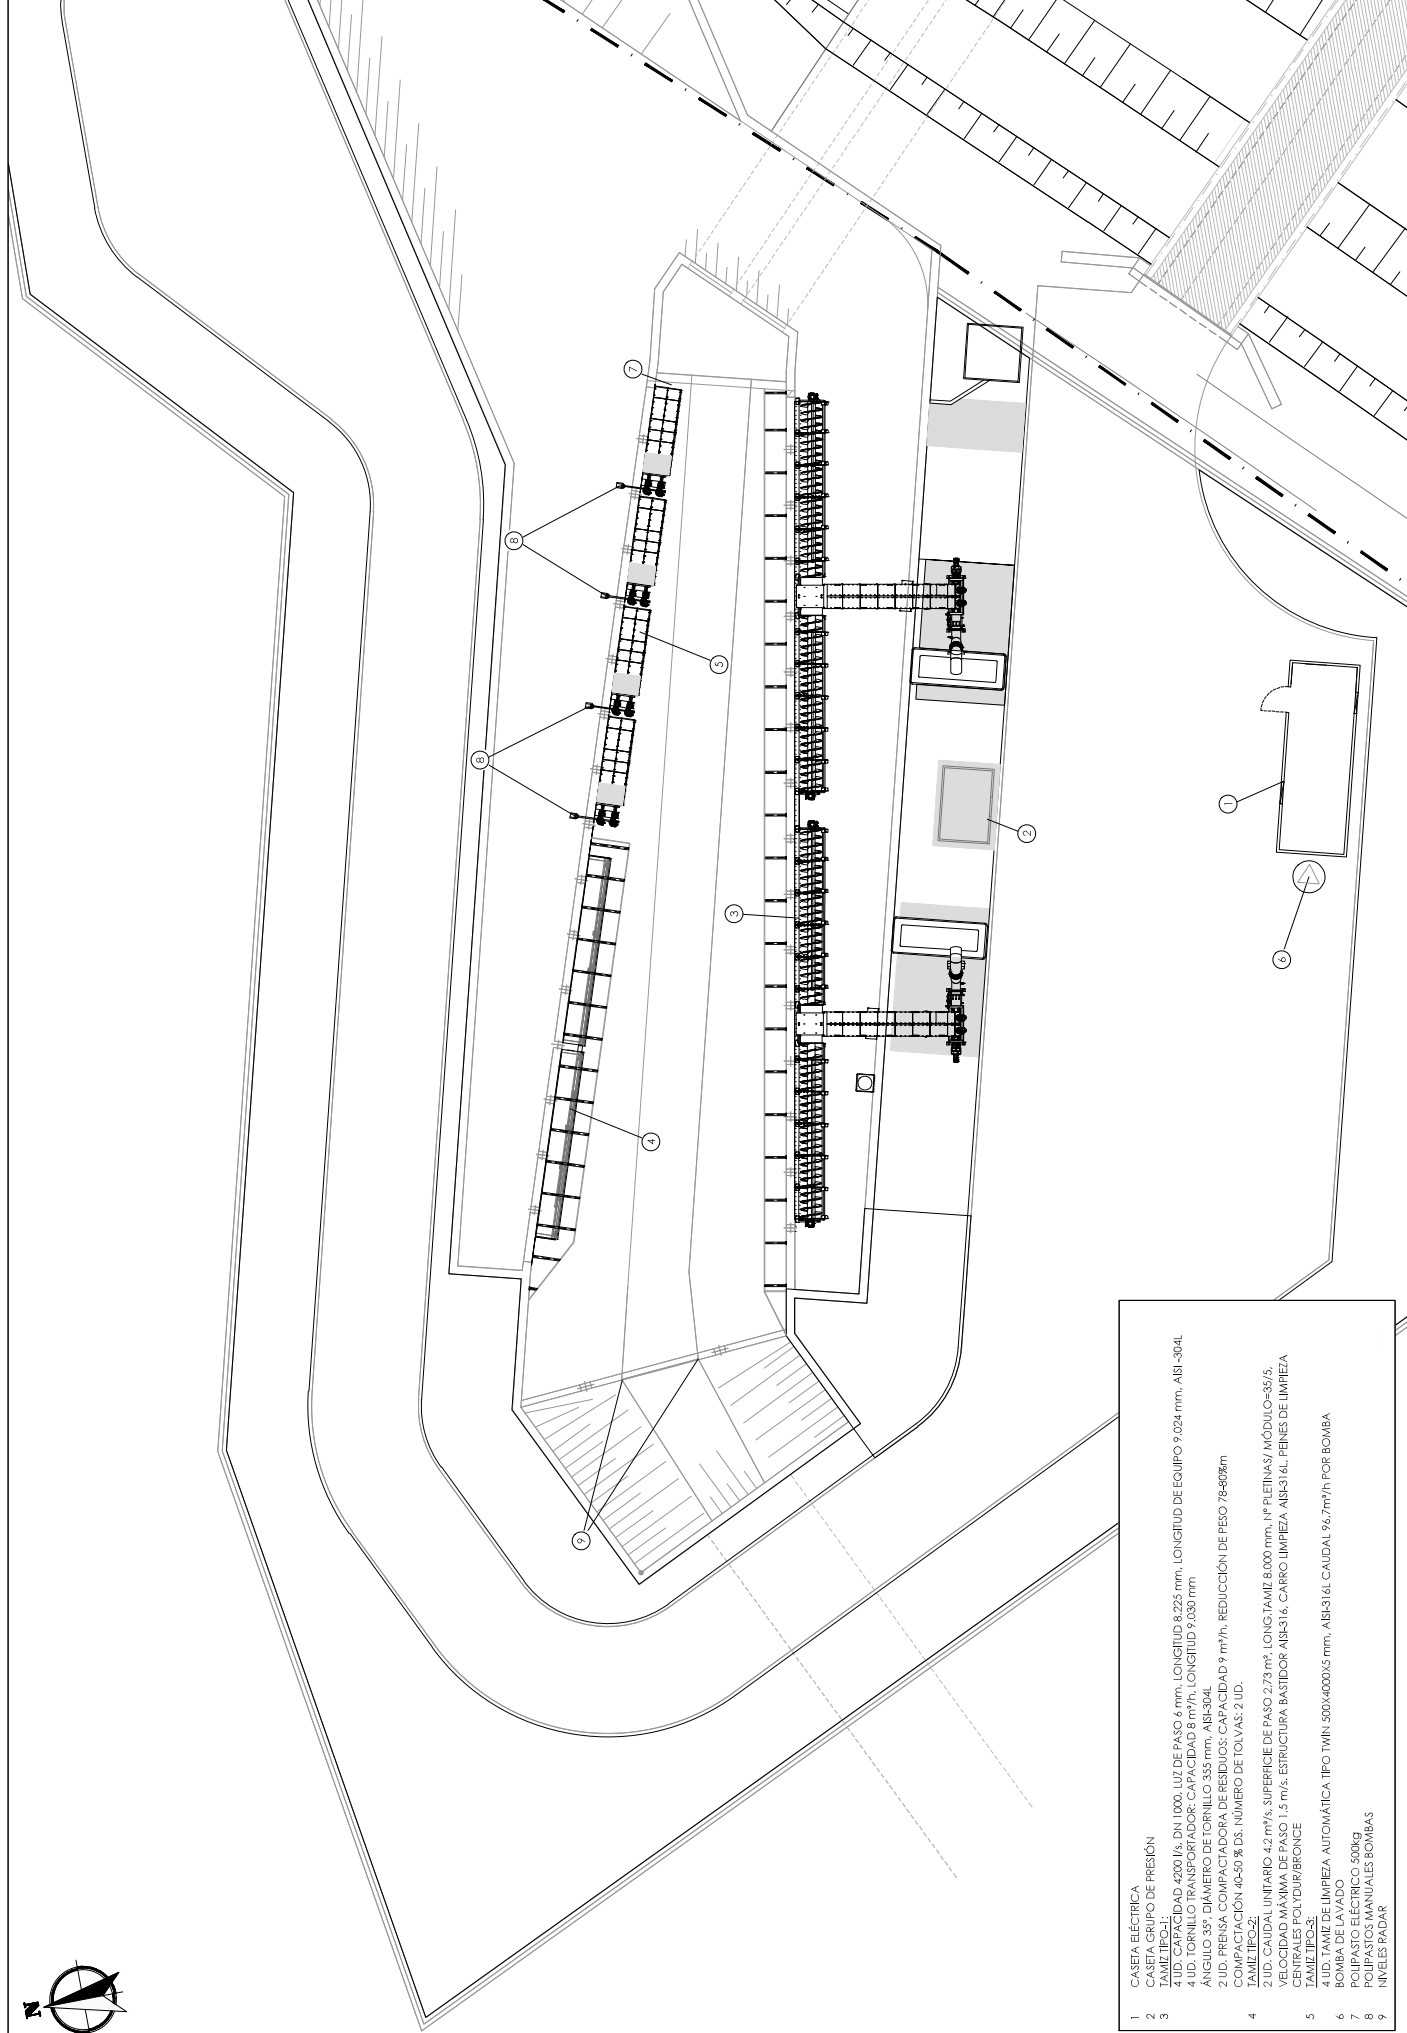 N
7
8
5
8
1
2
3
6
4
9
1 CASETA ELÉCTRICA
2 CASETA GRUPO DE PRESIÓN
3 TAMIZ TIPO-1:
4 UD. CAPACIDAD 4200 l/s, DN 1000, LUZ DE PASO 6 mm, LONGITUD 8.225 mm, LONGITUD DE EQUIPO 9.024 mm, AISI -304L
4 UD. TORNILLO TRANSPORTADOR: CAPACIDAD 8 m³/h, LONGITUD 9.030 mm
ÁNGULO 35º, DIÁMETRO DE TORNILLO 355 mm, AISI-304L
2 UD. PRENSA COMPACTADORA DE RESIDUOS: CAPACIDAD 9 m³/h, REDUCCIÓN DE PESO 78-80%m
COMPACTACIÓN 40-50 % DS. NÚMERO DE TOLVAS: 2 UD.
4 TAMIZ TIPO-2:
2 UD. CAUDAL UNITARIO 4,2 m³/s, SUPERFICIE DE PASO 2,73 m², LONG.TAMIZ 8.000 mm, Nº PLETINAS/ MÓDULO=35/5,
VELOCIDAD MÁXIMA DE PASO 1,5 m/s. ESTRUCTURA BASTIDOR AISI-316, CARRO LIMPIEZA AISI-316L, PEINES DE LIMPIEZA
CENTRALES POLYDUR/BRONCE
5 TAMIZ TIPO-3:
4 UD. TAMIZ DE LIMPIEZA AUTOMÁTICA TIPO TWIN 500X4000X5 mm, AISI-316L CAUDAL 96,7m³/h POR BOMBA
6 BOMBA DE LAVADO
7 POLIPASTO ELÉCTRICO 500kg
8 POLIPASTOS MANUALES BOMBAS
9 NIVELES RADAR